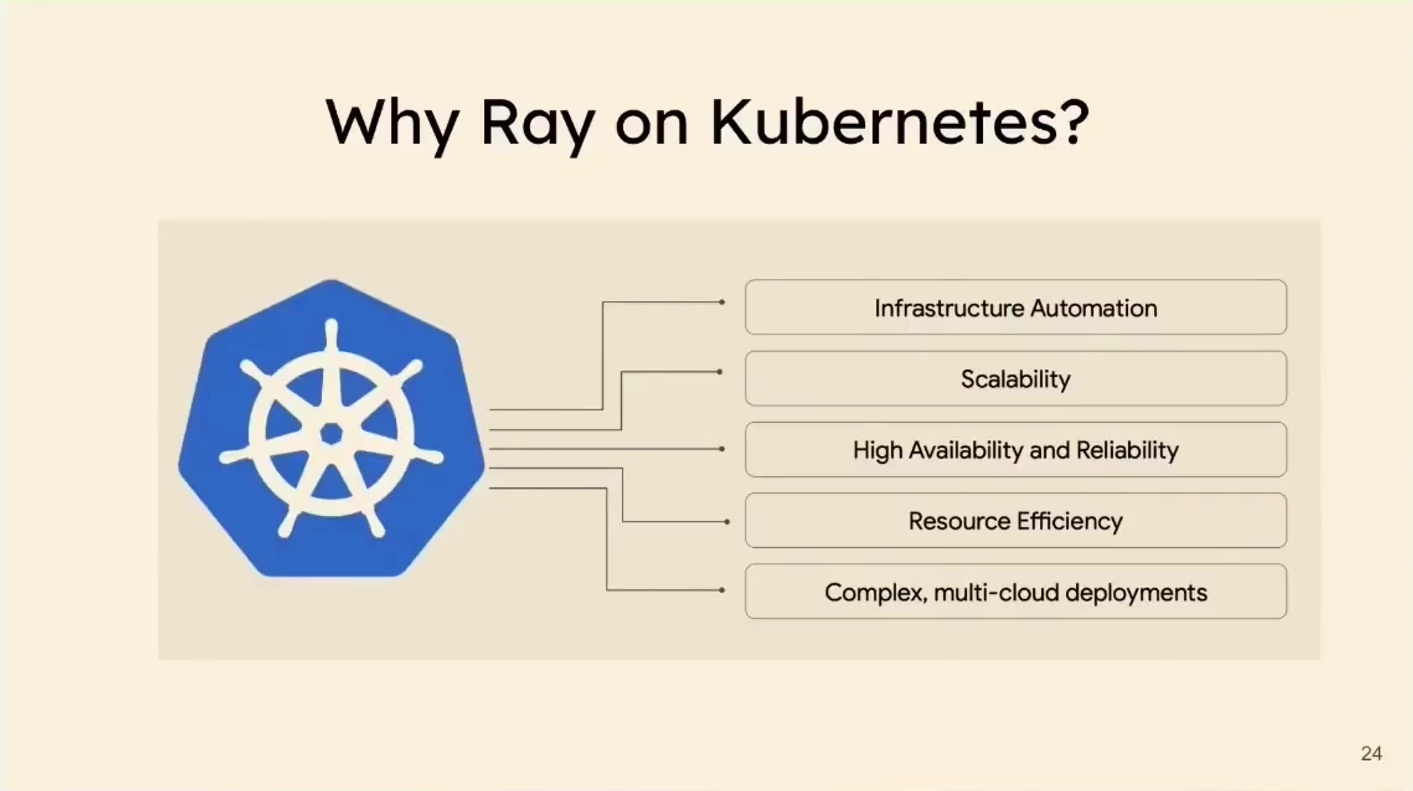 Why Ray on Kubernetes?
Infrastructure Automation
Scalability
High Availability and Reliability
Resource Efficiency
Complex, multi-cloud deployments
24